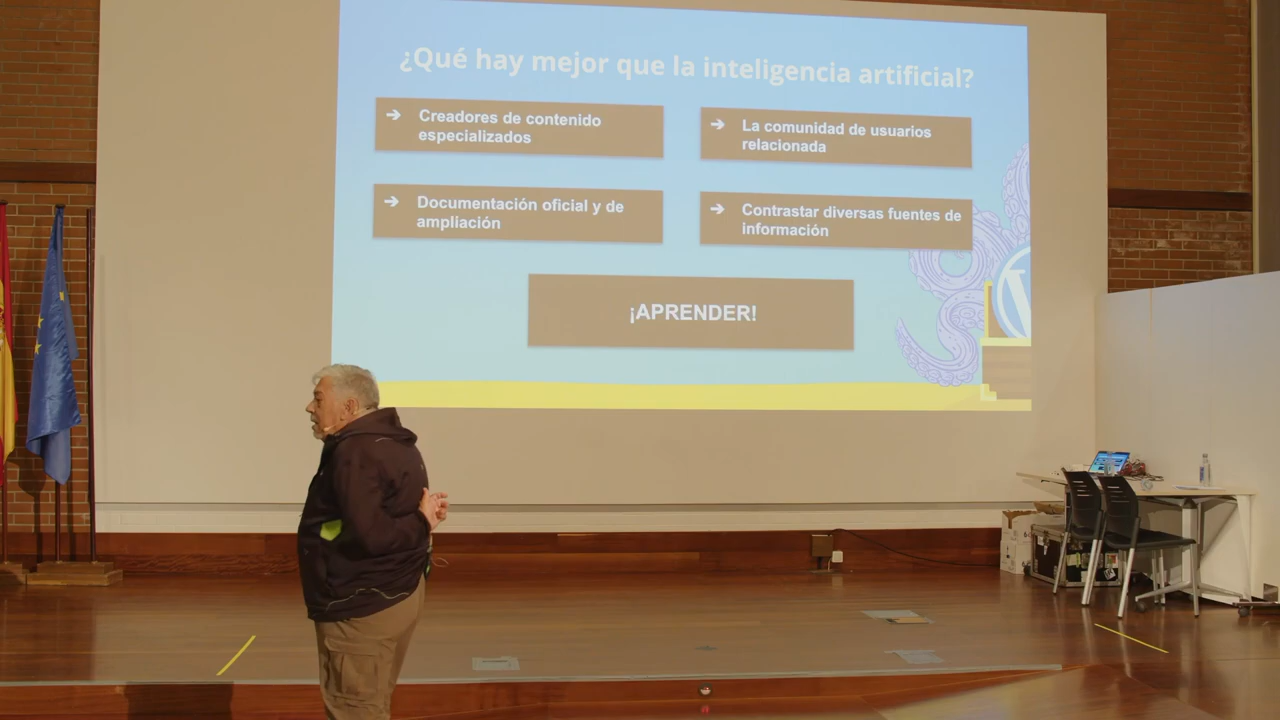 ¿Qué hay mejor que la inteligencia artificial?
➔ Creadores de contenido
especializados
➔ La comunidad de usuarios
relacionada
➔ Documentación oficial y de
ampliación
➔ Contrastar diversas fuentes de
información
¡APRENDER!